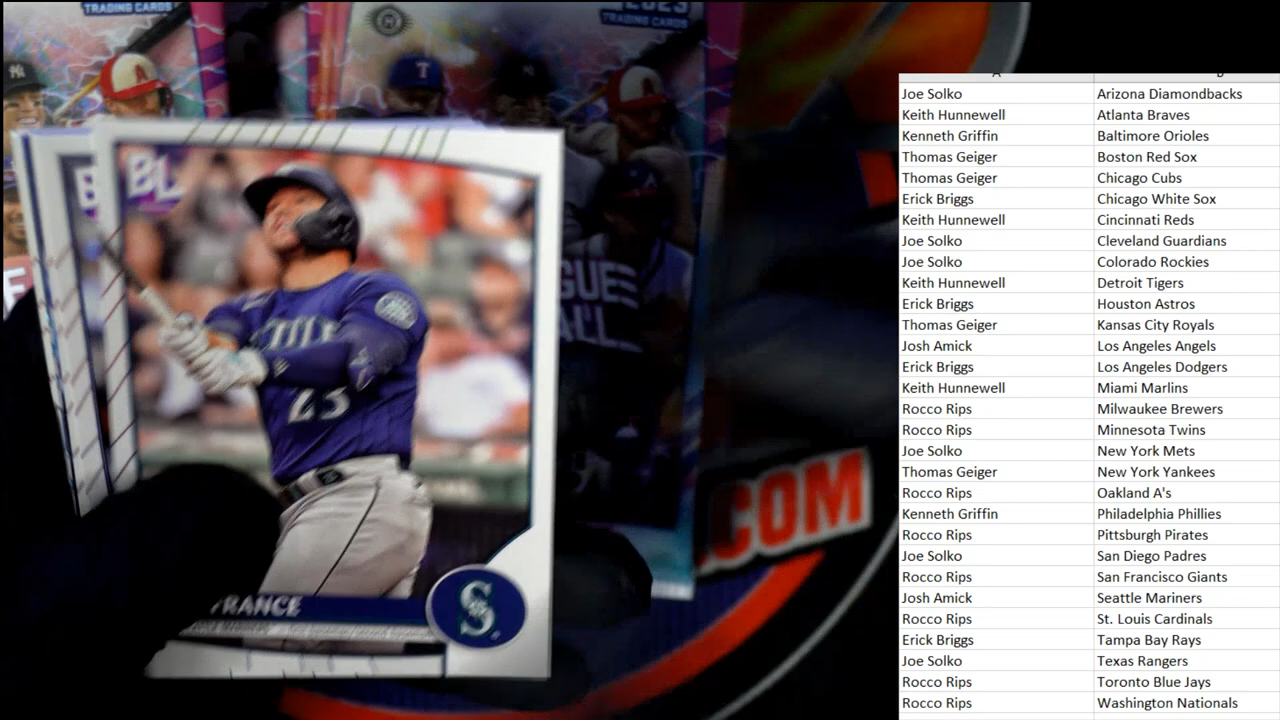 TRADING CARDS
2023
TRADING CARDS
BL
FRANCE
23
S
.COM
A B
Joe Solko Arizona Diamondbacks
Keith Hunnewell Atlanta Braves
Kenneth Griffin Baltimore Orioles
Thomas Geiger Boston Red Sox
Thomas Geiger Chicago Cubs
Erick Briggs Chicago White Sox
Keith Hunnewell Cincinnati Reds
Joe Solko Cleveland Guardians
Joe Solko Colorado Rockies
Keith Hunnewell Detroit Tigers
Erick Briggs Houston Astros
Thomas Geiger Kansas City Royals
Josh Amick Los Angeles Angels
Erick Briggs Los Angeles Dodgers
Keith Hunnewell Miami Marlins
Rocco Rips Milwaukee Brewers
Rocco Rips Minnesota Twins
Joe Solko New York Mets
Thomas Geiger New York Yankees
Rocco Rips Oakland A's
Kenneth Griffin Philadelphia Phillies
Rocco Rips Pittsburgh Pirates
Joe Solko San Diego Padres
Rocco Rips San Francisco Giants
Josh Amick Seattle Mariners
Rocco Rips St. Louis Cardinals
Erick Briggs Tampa Bay Rays
Joe Solko Texas Rangers
Rocco Rips Toronto Blue Jays
Rocco Rips Washington Nationals